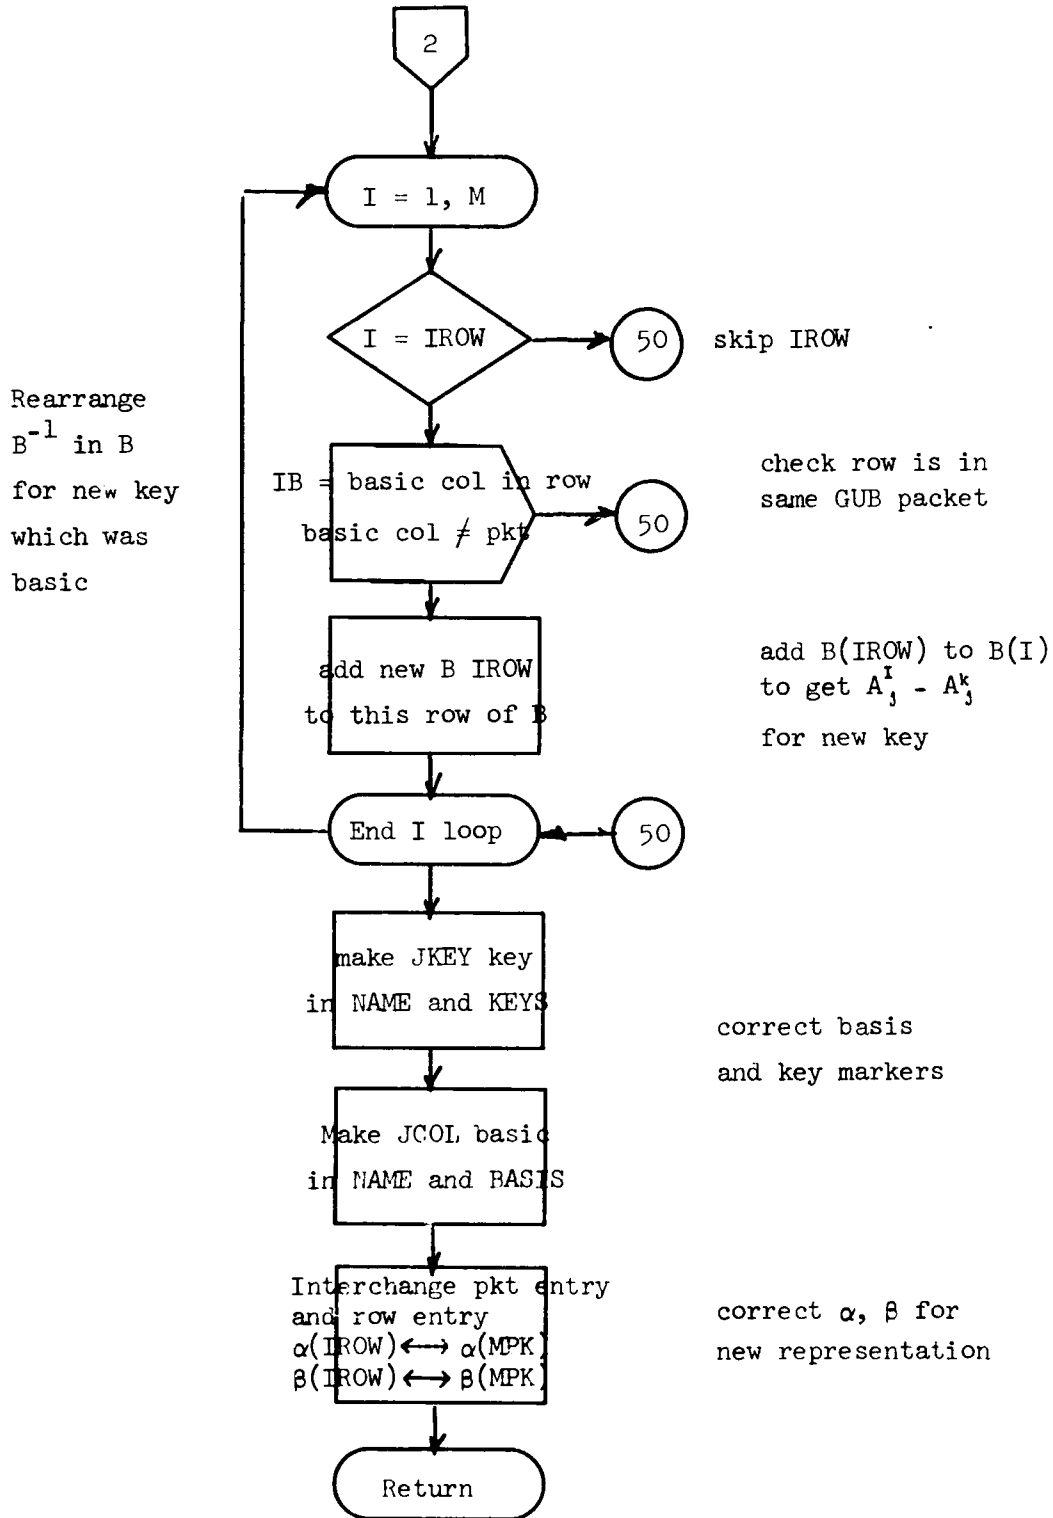 2
I = 1, M
I = IROW
50
skip IROW
Rearrange
B⁻¹ in B
for new key
which was
basic
IB = basic col in row
basic col ≠ pkt
50
check row is in
same GUB packet
add new B IROW
to this row of B
add B(IROW) to B(I)
to get A_j^I - A_j^k
for new key
End I loop
50
make JKEY key
in NAME and KEYS
correct basis
and key markers
Make JCOL basic
in NAME and BASIS
Interchange pkt entry
and row entry
α(IROW) ↔ α(MPK)
β(IROW) ↔ β(MPK)
correct α, β for
new representation
Return